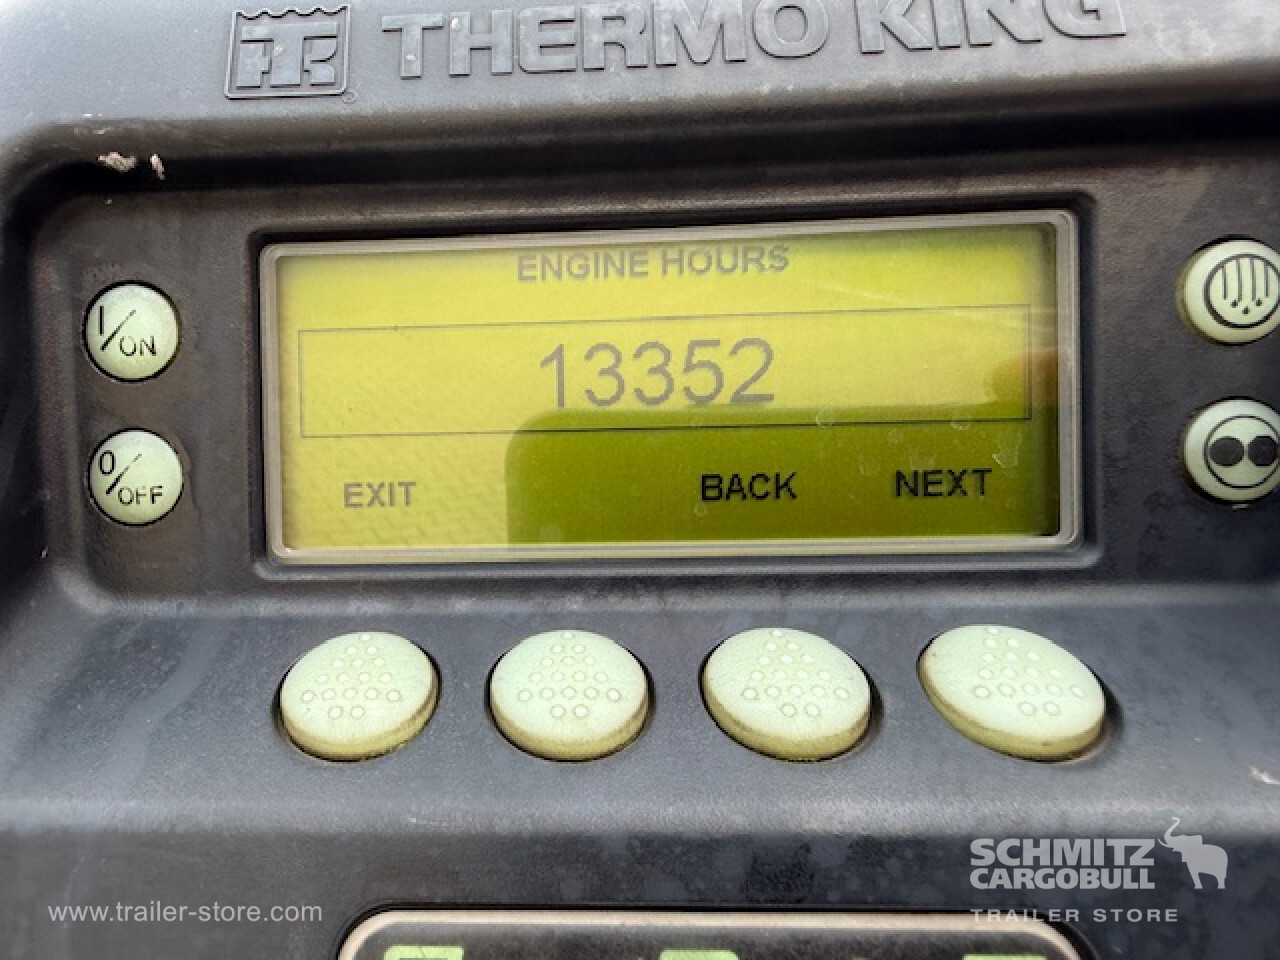 THERMO KING
ENGINE HOURS
13352
EXIT BACK NEXT
I/ON
O/OFF
SCHMITZ
CARGOBULL
TRAILER STORE
www.trailer-store.com